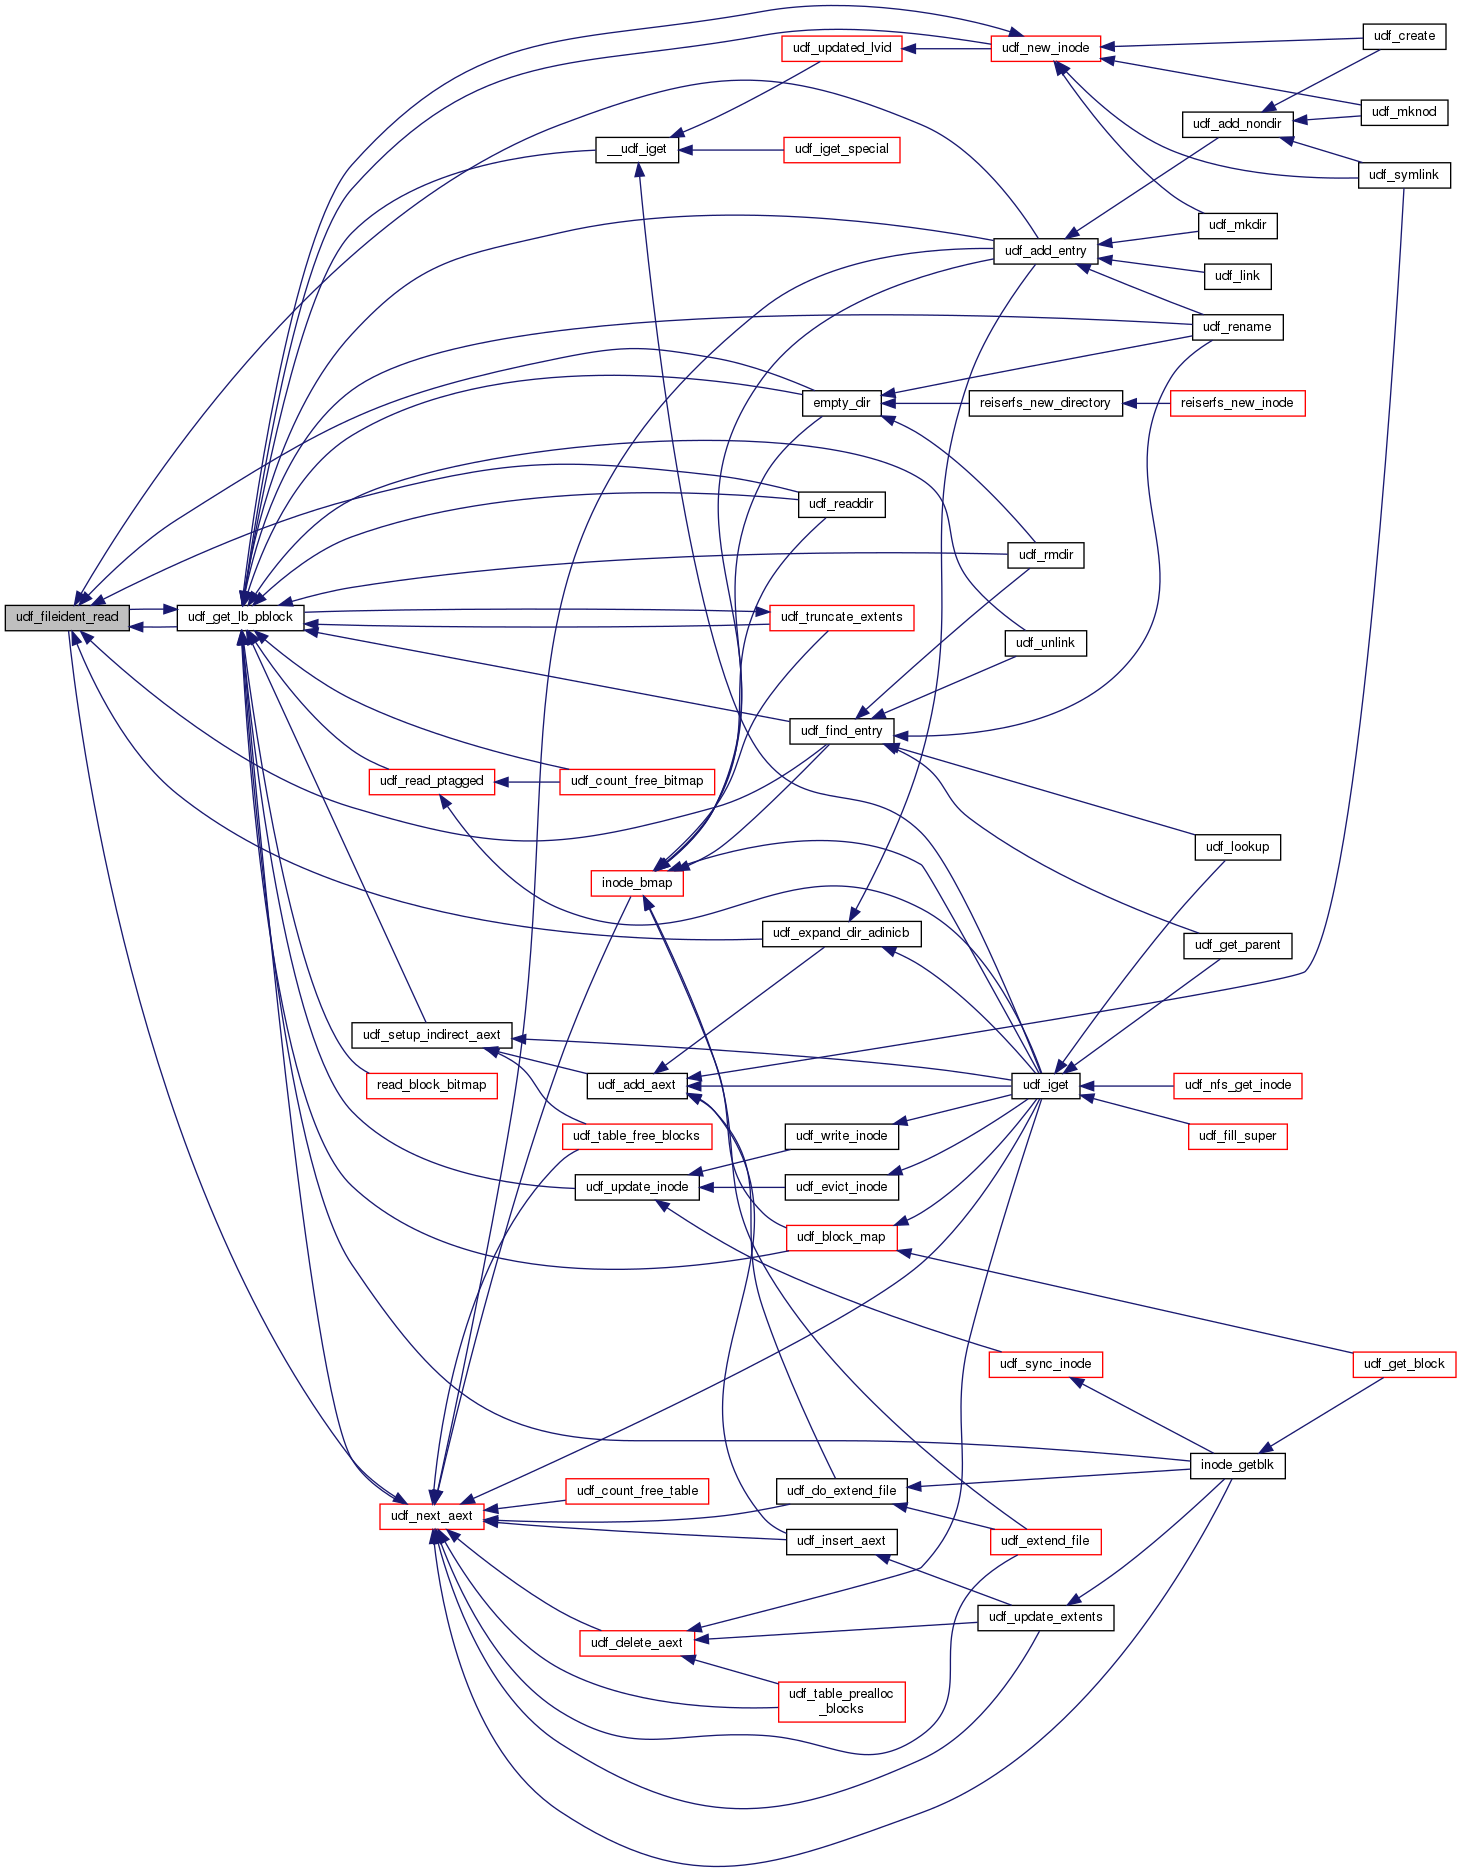 udf_create
udf_updated_lvid
udf_new_inode
udf_mknod
udf_add_nondir
__udf_iget
udf_iget_special
udf_symlink
udf_mkdir
udf_add_entry
udf_link
udf_rename
empty_dir
reiserfs_new_directory
reiserfs_new_inode
udf_readdir
udf_rmdir
udf_fileident_read
udf_get_lb_pblock
udf_truncate_extents
udf_unlink
udf_find_entry
udf_read_ptagged
udf_count_free_bitmap
udf_lookup
inode_bmap
udf_expand_dir_adinicb
udf_get_parent
udf_setup_indirect_aext
read_block_bitmap
udf_add_aext
udf_iget
udf_nfs_get_inode
udf_table_free_blocks
udf_write_inode
udf_fill_super
udf_update_inode
udf_evict_inode
udf_block_map
udf_sync_inode
udf_get_block
inode_getblk
udf_count_free_table
udf_do_extend_file
udf_next_aext
udf_insert_aext
udf_extend_file
udf_update_extents
udf_delete_aext
udf_table_prealloc
_blocks